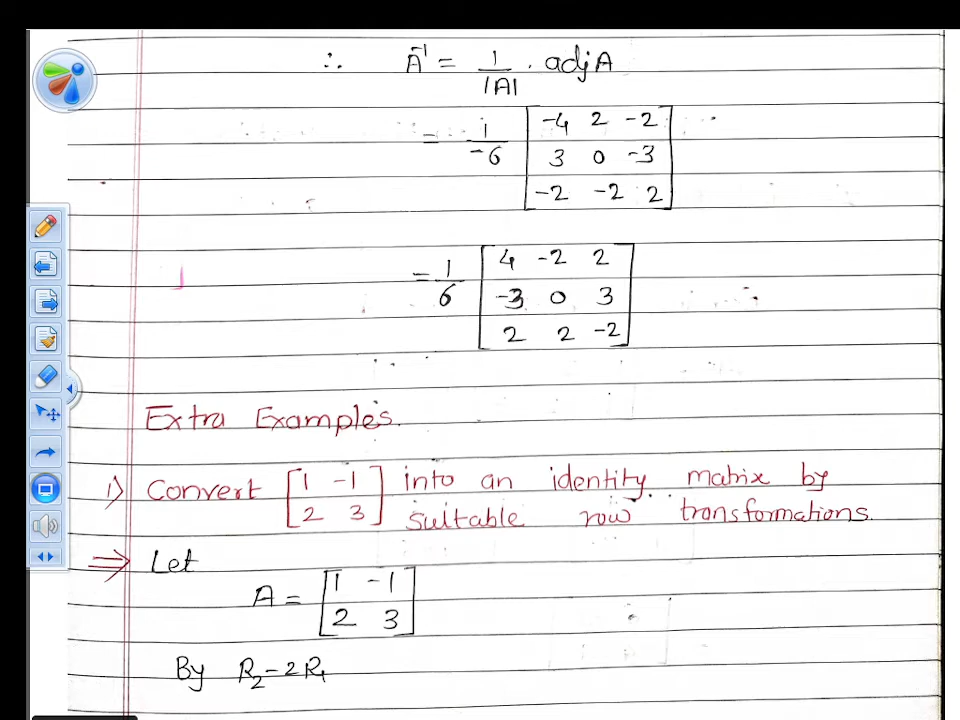 ∴ A⁻¹ = 1/|A| . adj A
= 1/-6 [-4 2 -2
3 0 -3
-2 -2 2]
= 1/6 [4 -2 2
-3 0 3
2 2 -2]
Extra Examples.
1) Convert [1 -1 into an identity matrix by
2 3] suitable row transformations.
⇒ Let
A = [1 -1
2 3]
By R₂-2R₁